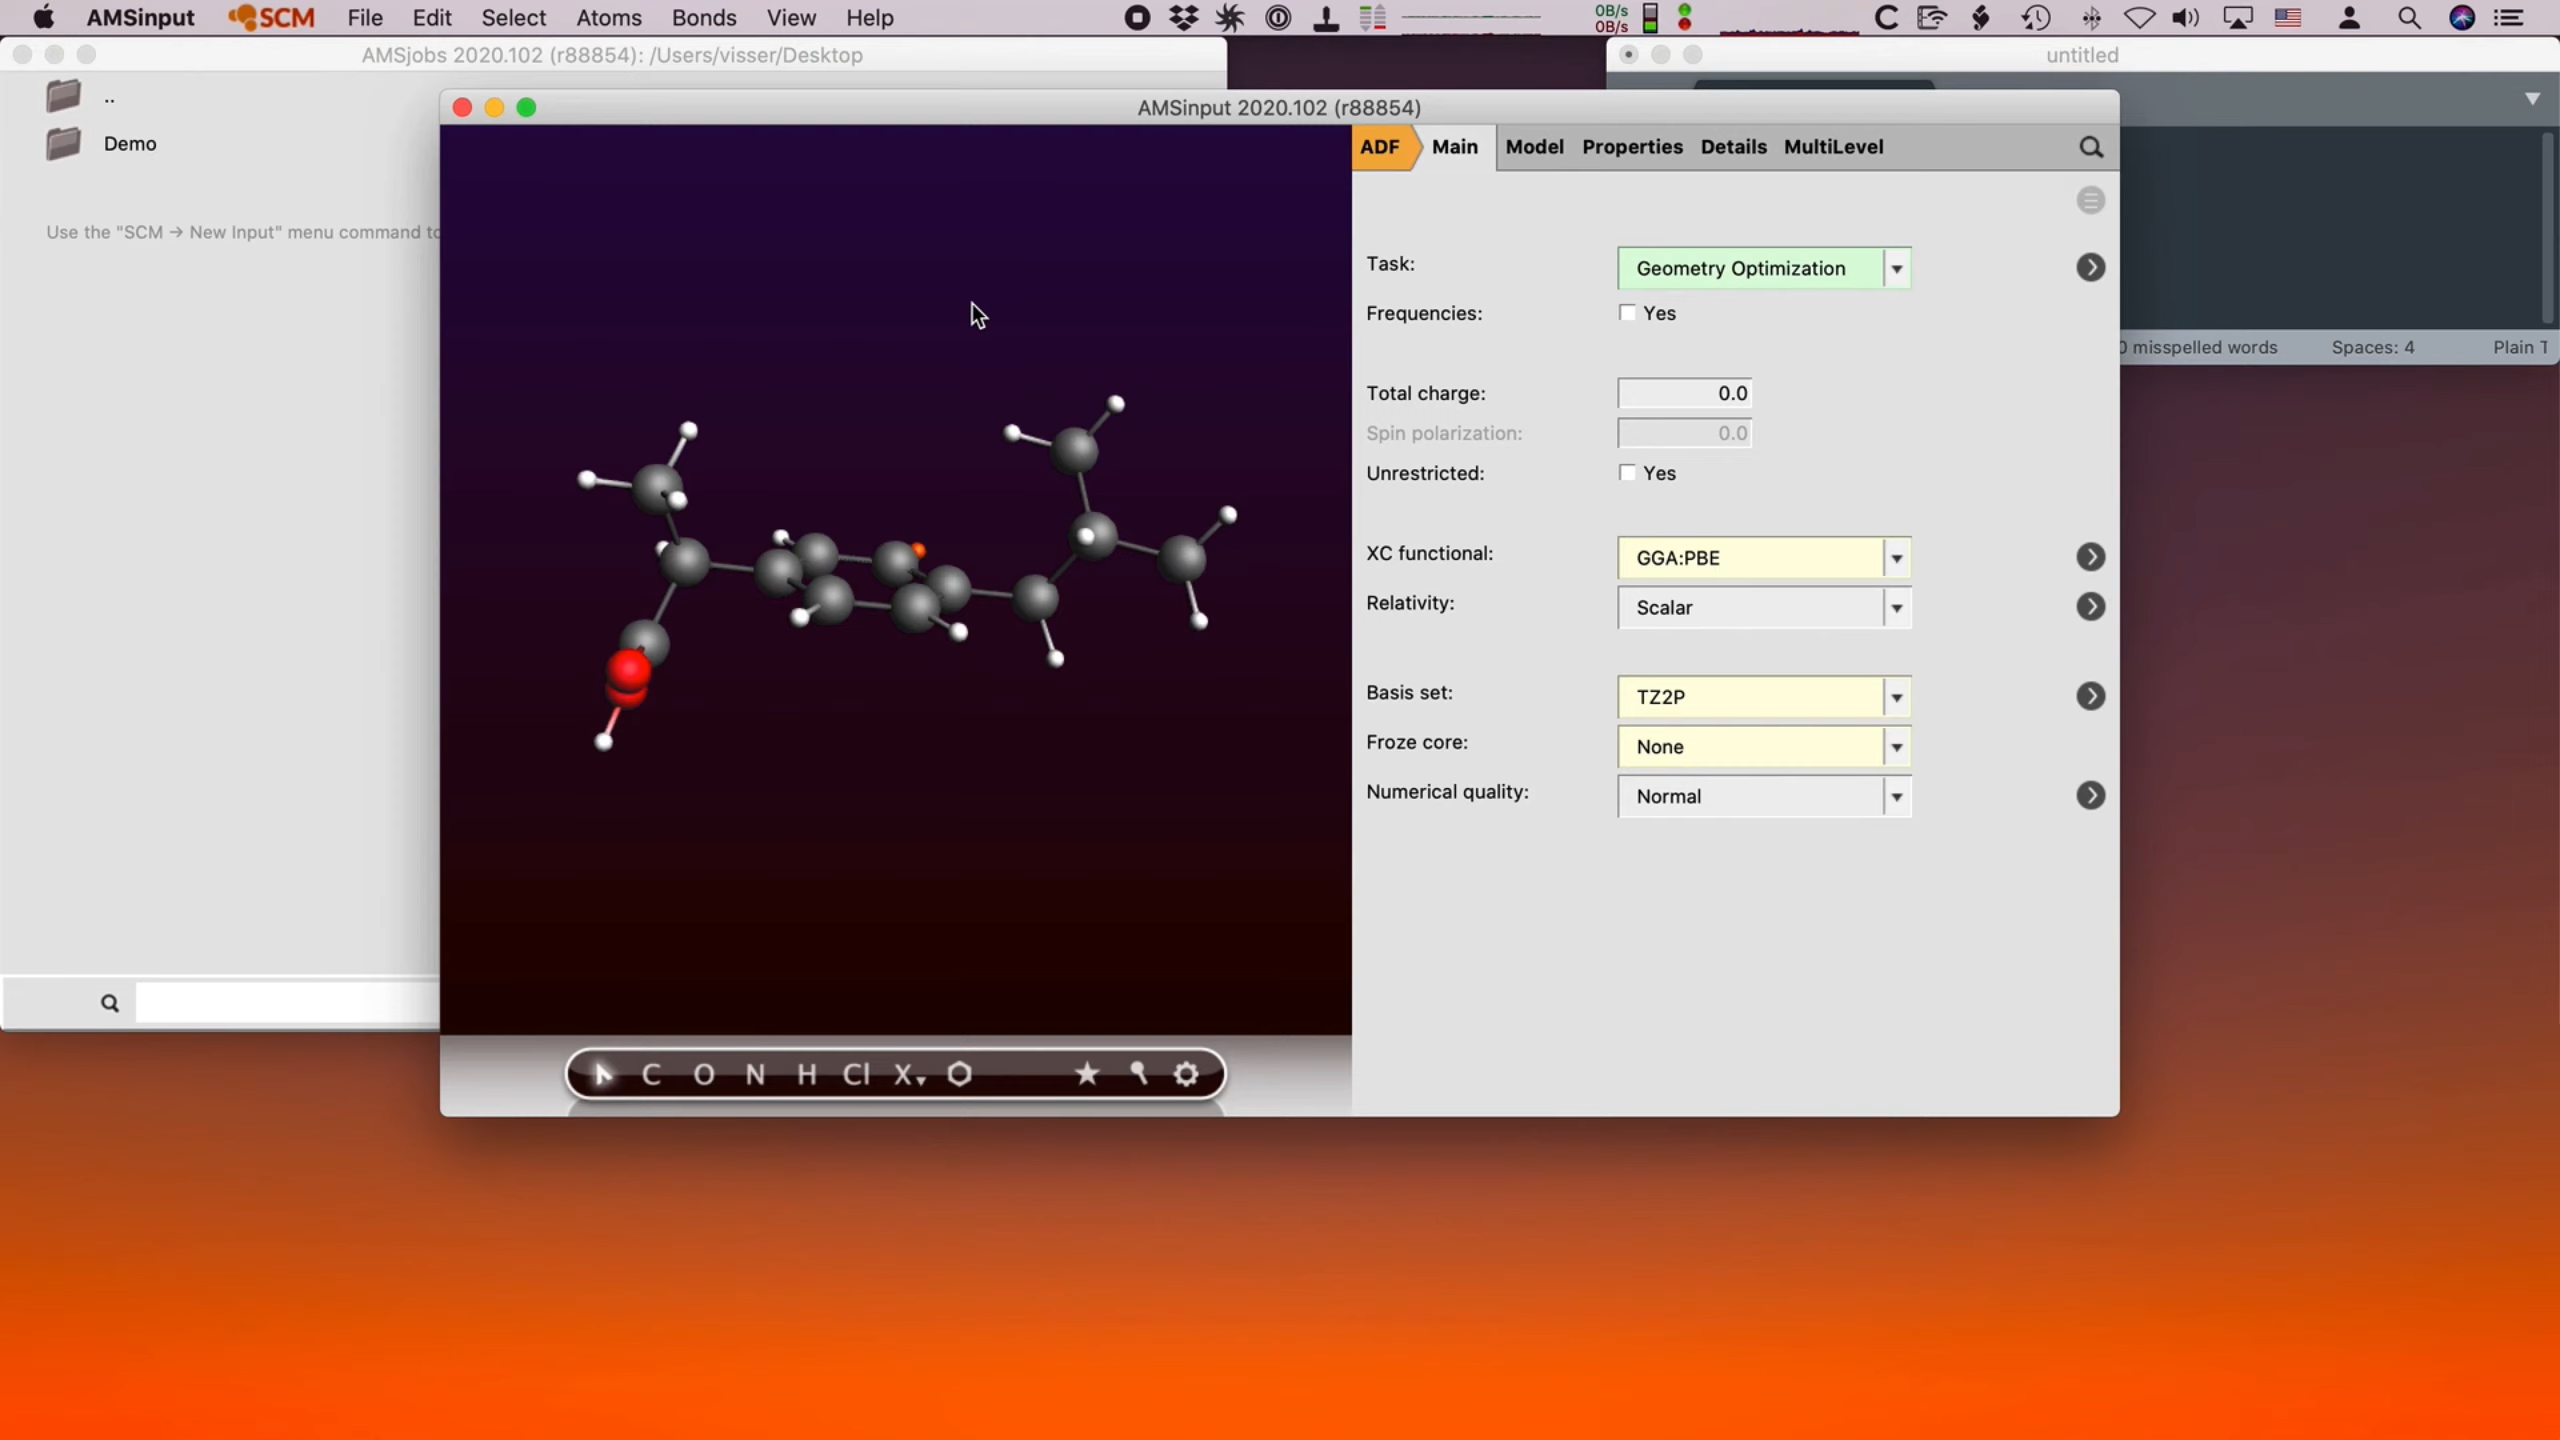 AMSinput SCM File Edit Select Atoms Bonds View Help
0B/s
0B/s
AMSjobs 2020.102 (r88854): /Users/visser/Desktop
untitled
..
Demo
Use the "SCM → New Input" menu command to
AMSinput 2020.102 (r88854)
ADF Main Model Properties Details MultiLevel
Task: Geometry Optimization
Frequencies: Yes
Total charge: 0.0
Spin polarization: 0.0
Unrestricted: Yes
XC functional: GGA:PBE
Relativity: Scalar
Basis set: TZ2P
Froze core: None
Numerical quality: Normal
0 misspelled words Spaces: 4 Plain T
C O N H Cl X